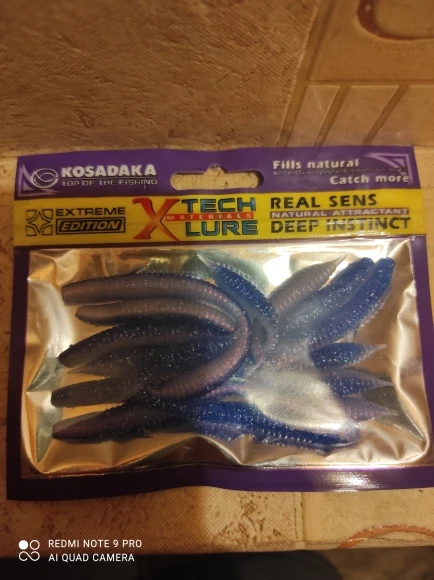 KOSADAKA
TOP OF THE FISHING
Fills natural
Catch more
EXTREME
EDITION
X TECH
MATERIALS
LURE
REAL SENS
NATURAL ATTRACTANT
DEEP INSTINCT
REDMI NOTE 9 PRO
AI QUAD CAMERA